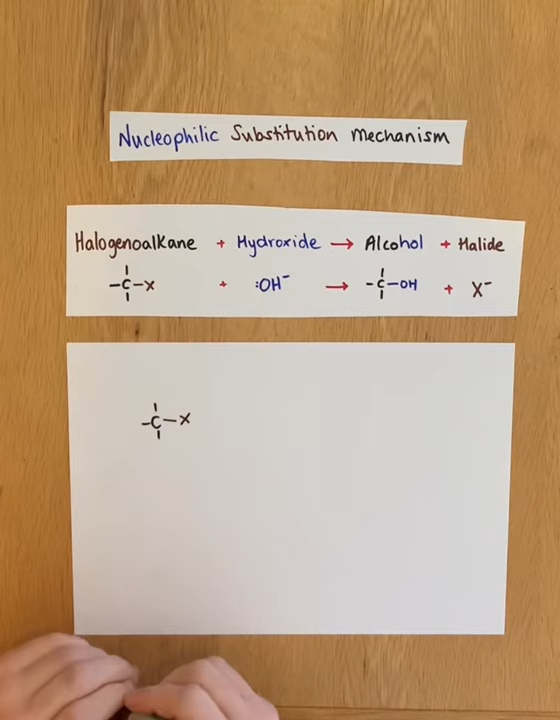 Nucleophilic Substitution mechanism
Halogenoalkane + Hydroxide → Alcohol + Halide
-C-X + :OH⁻ → -C-OH + X⁻
-C-X